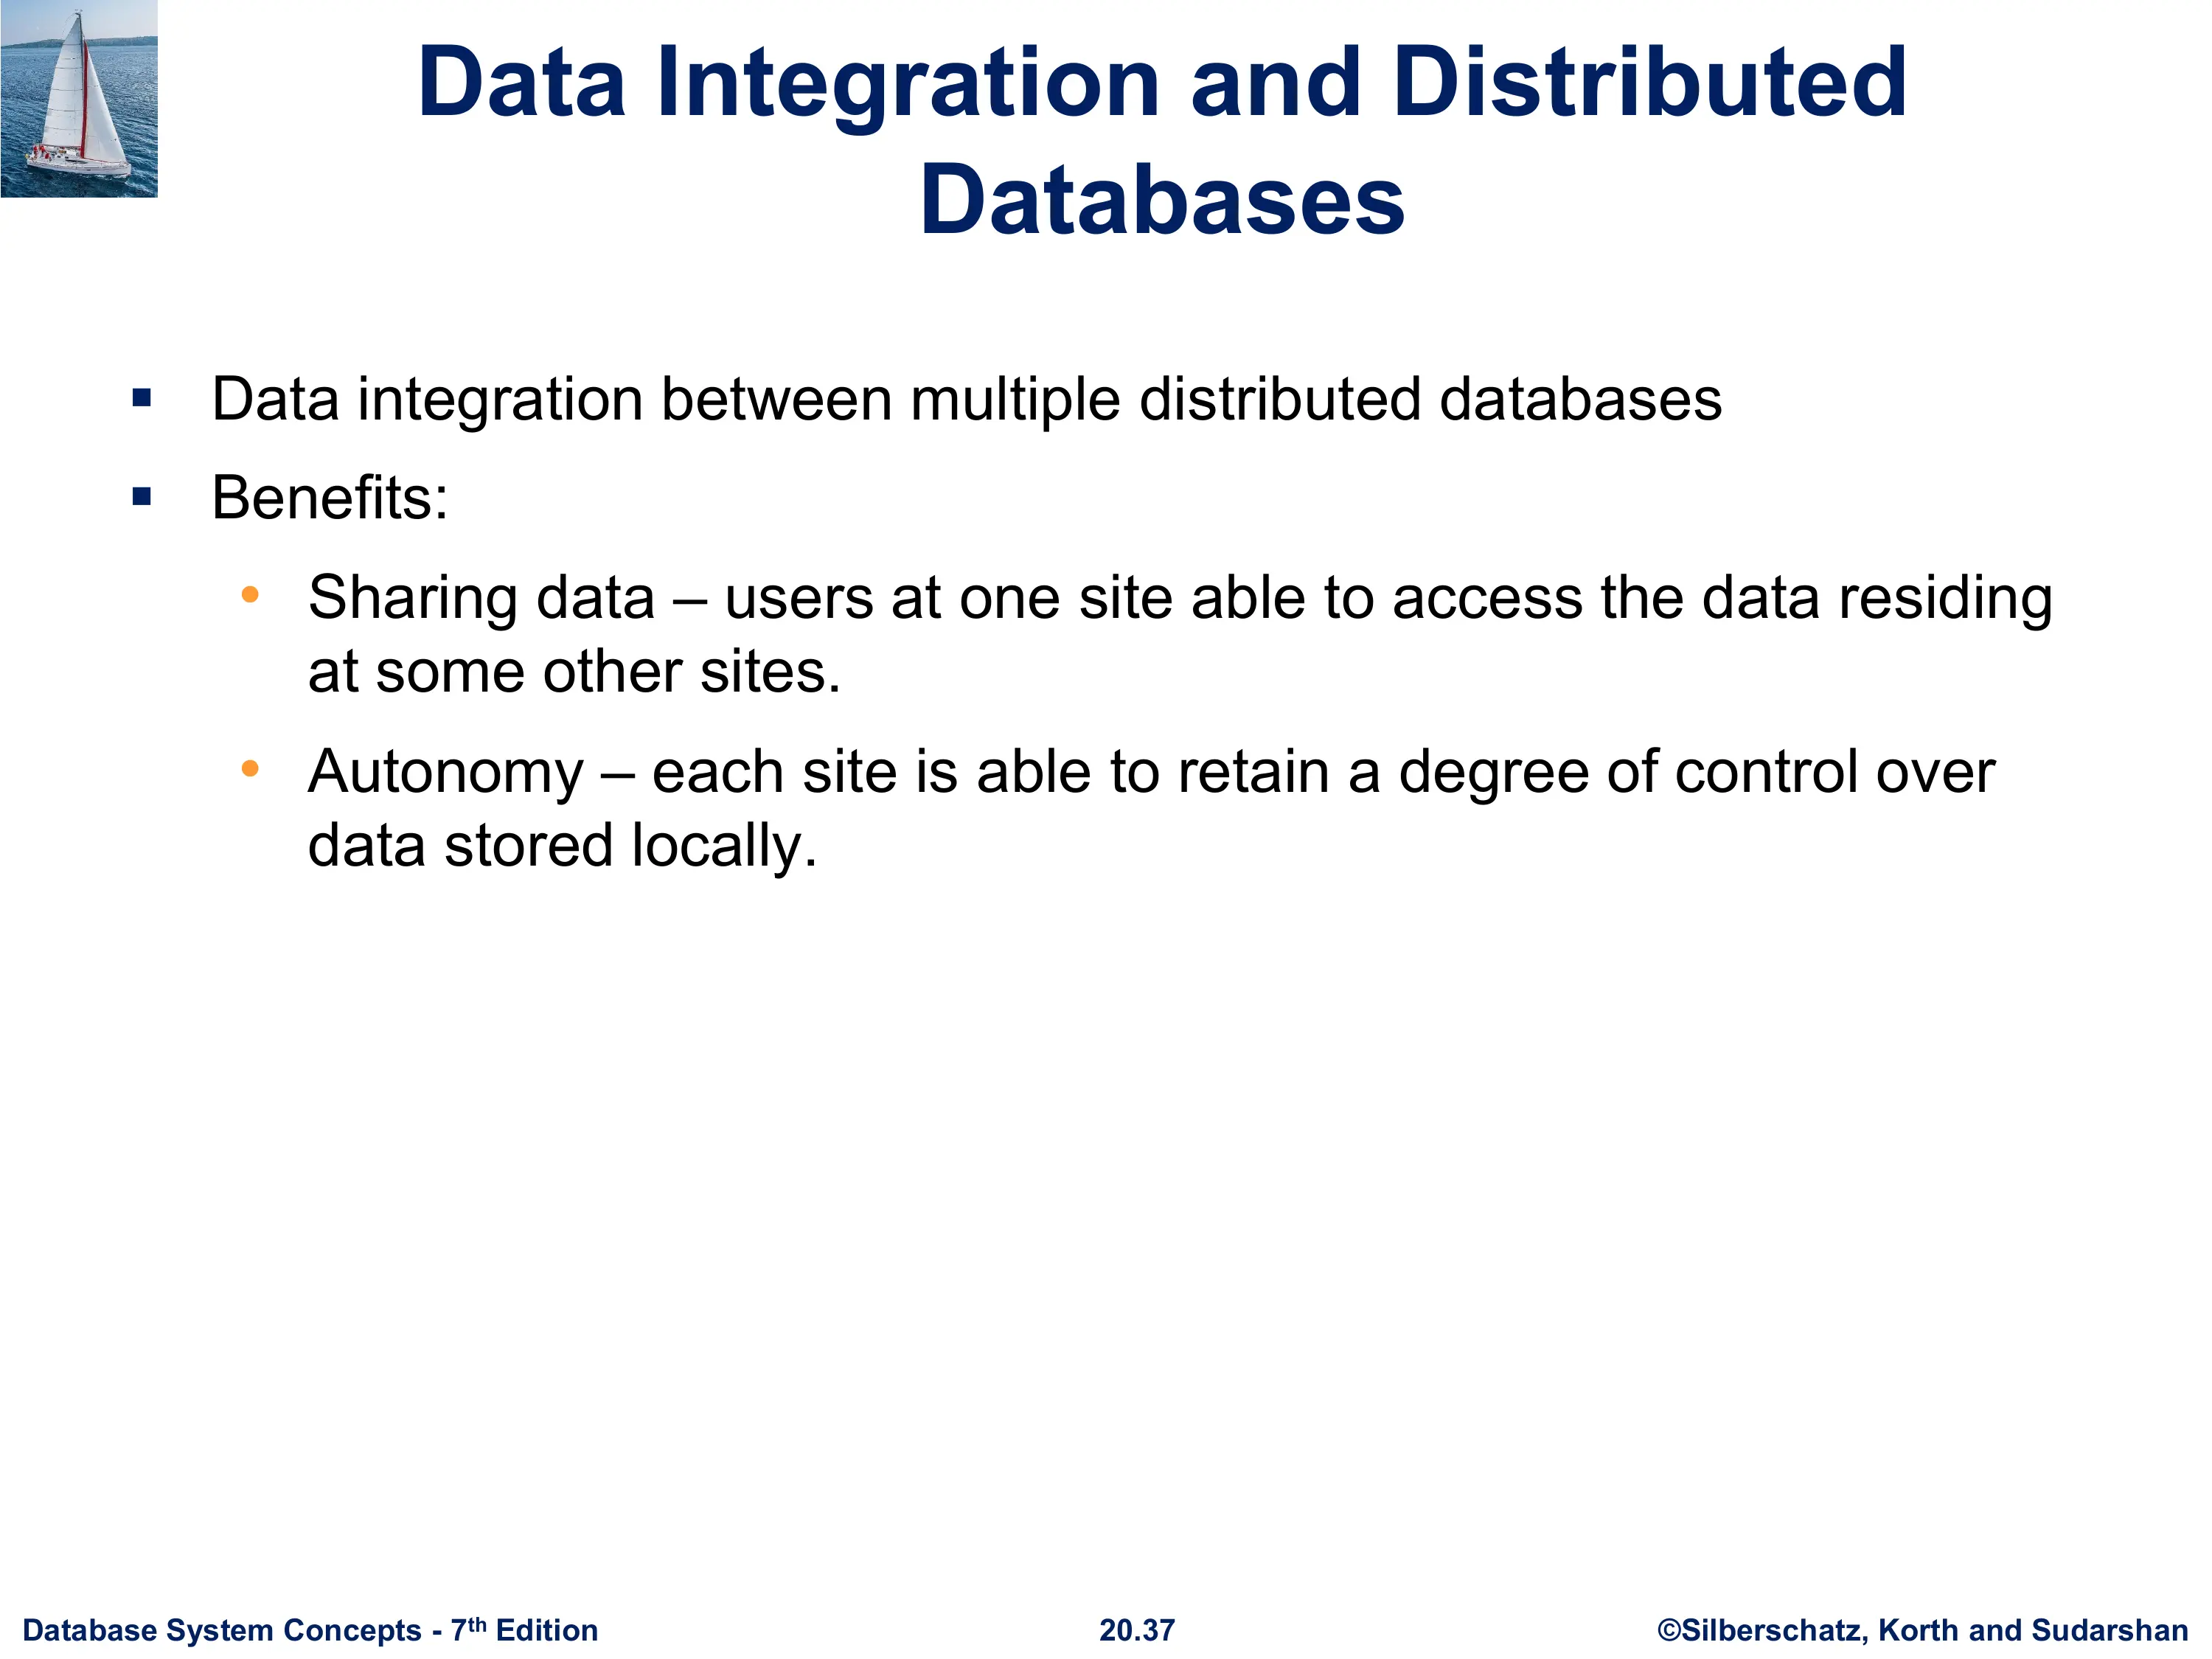 Data Integration and Distributed
Databases
▪ Data integration between multiple distributed databases
▪ Benefits:
• Sharing data – users at one site able to access the data residing
at some other sites.
• Autonomy – each site is able to retain a degree of control over
data stored locally.
Database System Concepts - 7th Edition
20.37
©Silberschatz, Korth and Sudarshan